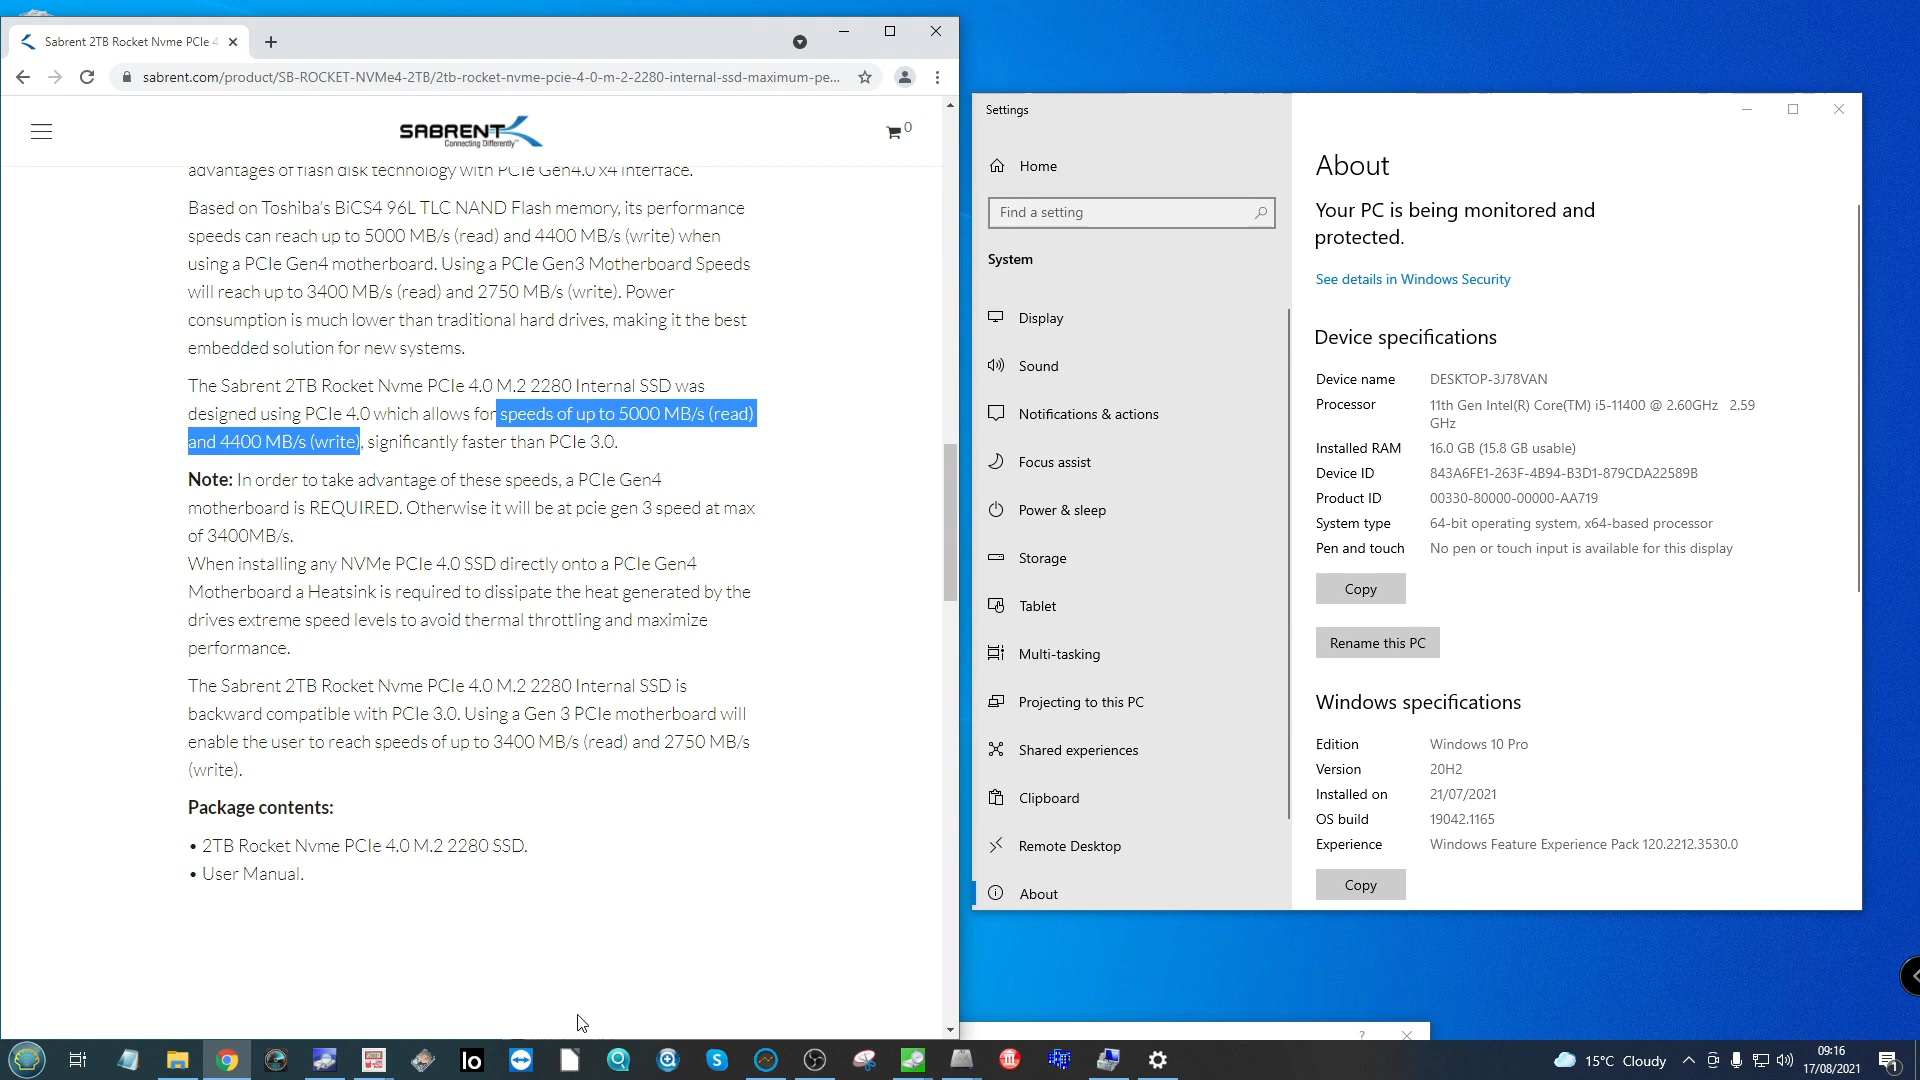 Sabrent 2TB Rocket Nvme PCIe 4
sabrent.com/product/SB-ROCKET-NVMe4-2TB/2tb-rocket-nvme-pcie-4-0-m-2-2280-internal-ssd-maximum-pe...
SABRENT
Connecting Differently™
0
advantages of flash disk technology with PCIe Gen4.0 x4 interface.
Based on Toshiba's BiCS4 96L TLC NAND Flash memory, its performance
speeds can reach up to 5000 MB/s (read) and 4400 MB/s (write) when
using a PCIe Gen4 motherboard. Using a PCIe Gen3 Motherboard Speeds
will reach up to 3400 MB/s (read) and 2750 MB/s (write). Power
consumption is much lower than traditional hard drives, making it the best
embedded solution for new systems.
The Sabrent 2TB Rocket Nvme PCIe 4.0 M.2 2280 Internal SSD was
designed using PCIe 4.0 which allows for speeds of up to 5000 MB/s (read)
and 4400 MB/s (write), significantly faster than PCIe 3.0.
Note: In order to take advantage of these speeds, a PCIe Gen4
motherboard is REQUIRED. Otherwise it will be at pcie gen 3 speed at max
of 3400MB/s.
When installing any NVMe PCIe 4.0 SSD directly onto a PCIe Gen4
Motherboard a Heatsink is required to dissipate the heat generated by the
drives extreme speed levels to avoid thermal throttling and maximize
performance.
The Sabrent 2TB Rocket Nvme PCIe 4.0 M.2 2280 Internal SSD is
backward compatible with PCIe 3.0. Using a Gen 3 PCIe motherboard will
enable the user to reach speeds of up to 3400 MB/s (read) and 2750 MB/s
(write).
Package contents:
• 2TB Rocket Nvme PCIe 4.0 M.2 2280 SSD.
• User Manual.
Settings
Home
Find a setting
System
Display
Sound
Notifications & actions
Focus assist
Power & sleep
Storage
Tablet
Multi-tasking
Projecting to this PC
Shared experiences
Clipboard
Remote Desktop
About
About
Your PC is being monitored and
protected.
See details in Windows Security
Device specifications
Device name DESKTOP-3J78VAN
Processor 11th Gen Intel(R) Core(TM) i5-11400 @ 2.60GHz 2.59
GHz
Installed RAM 16.0 GB (15.8 GB usable)
Device ID 843A6FE1-263F-4B94-B3D1-879CDA22589B
Product ID 00330-80000-00000-AA719
System type 64-bit operating system, x64-based processor
Pen and touch No pen or touch input is available for this display
Copy
Rename this PC
Windows specifications
Edition Windows 10 Pro
Version 20H2
Installed on 21/07/2021
OS build 19042.1165
Experience Windows Feature Experience Pack 120.2212.3530.0
Copy
?
Io
15°C Cloudy
09:16
17/08/2021
1